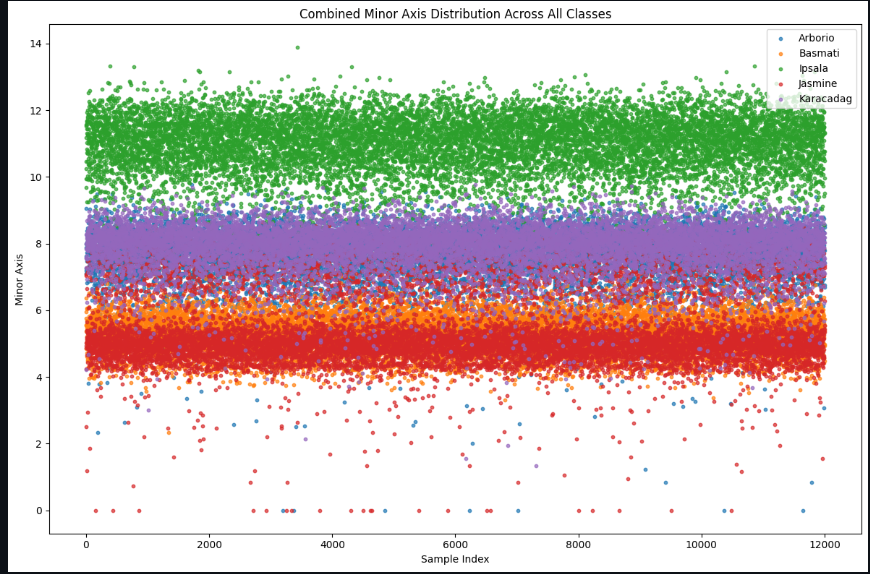 Combined Minor Axis Distribution Across All Classes
Arborio
Basmati
Ipsala
Jasmine
Karacadag
14
12
10
8
6
4
2
0
Minor Axis
0 2000 4000 6000 8000 10000 12000
Sample Index